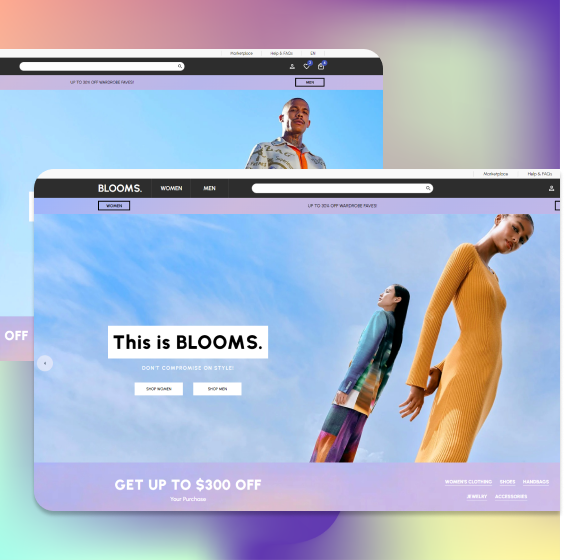 Marketplace Help & FAQs EN
UP TO 30% OFF WARDROBE FAVES!
MEN
Marketplace Help & FAQs
BLOOMS. WOMEN MEN
WOMEN
UP TO 30% OFF WARDROBE FAVES!
This is BLOOMS.
DON'T COMPROMISE ON STYLE!
SHOP WOMEN SHOP MEN
OFF
GET UP TO $300 OFF
Your Purchase
WOMEN'S CLOTHING SHOES HANDBAGS
JEWELRY ACCESSORIES